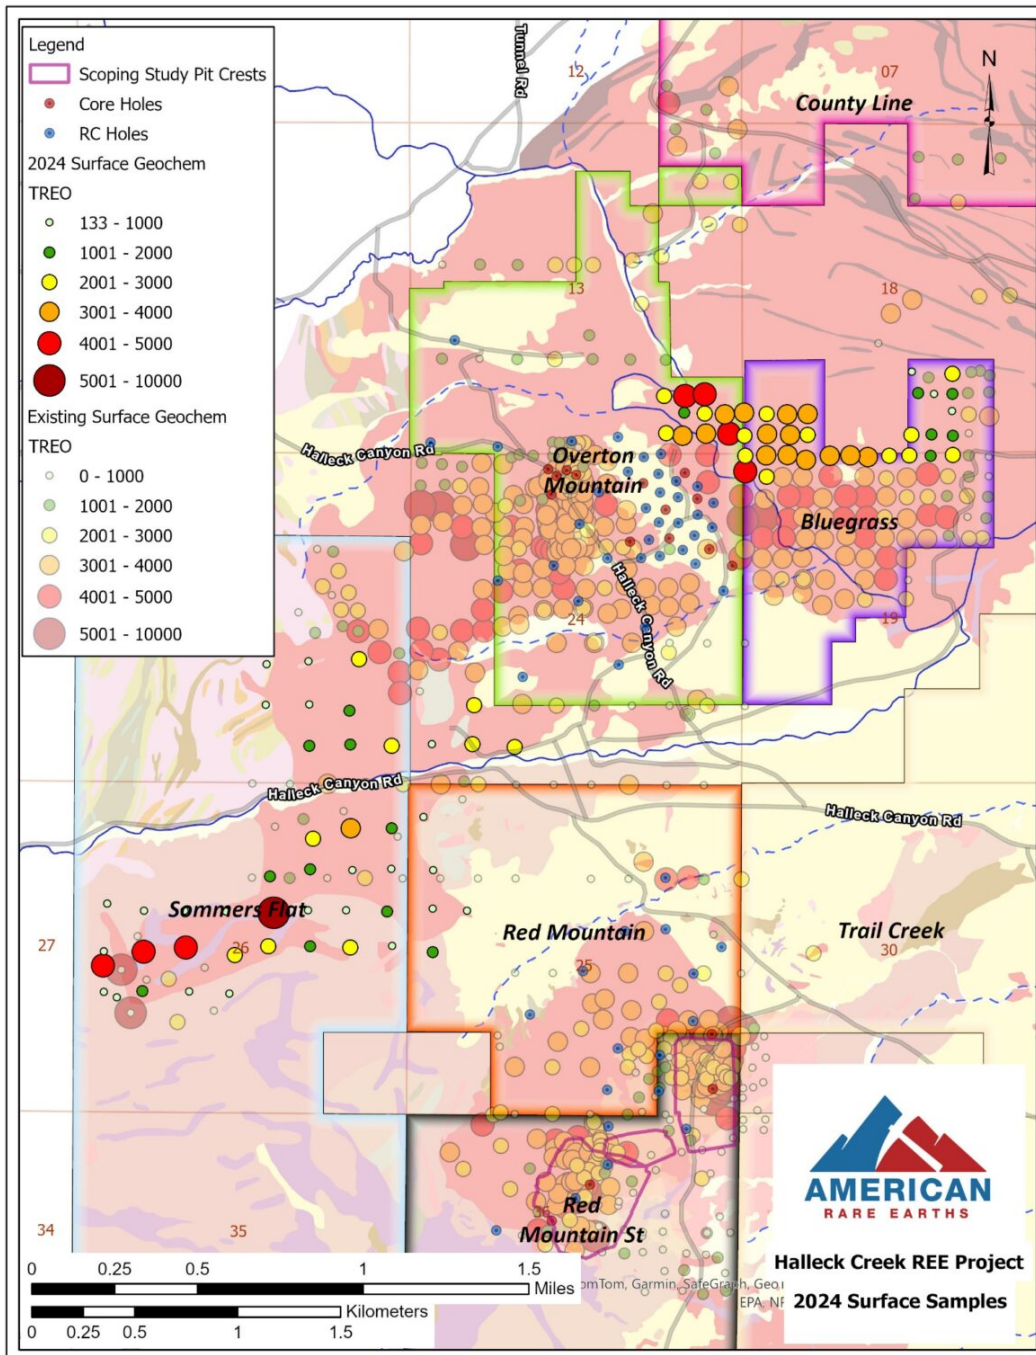 Legend
Scoping Study Pit Crests
Core Holes
RC Holes
2024 Surface Geochem
TREO
133 - 1000
1001 - 2000
2001 - 3000
3001 - 4000
4001 - 5000
5001 - 10000
Existing Surface Geochem
TREO
0 - 1000
1001 - 2000
2001 - 3000
3001 - 4000
4001 - 5000
5001 - 10000
Tunnel Rd
12
07
County Line
N
13
18
Halleck Canyon Rd
Overton
Mountain
Bluegrass
Halleck Canyon Rd
24
19
Halleck Canyon Rd
Halleck Canyon Rd
Sommers Flat
27
26
Red Mountain
25
Trail Creek
30
34
35
36
Red
Mountain St
AMERICAN
RARE EARTHS
Halleck Creek REE Project
2024 Surface Samples
0 0.25 0.5 1 1.5
Miles
Kilometers
0 0.25 0.5 1 1.5
Garmin, SafeGraph,
EPA,